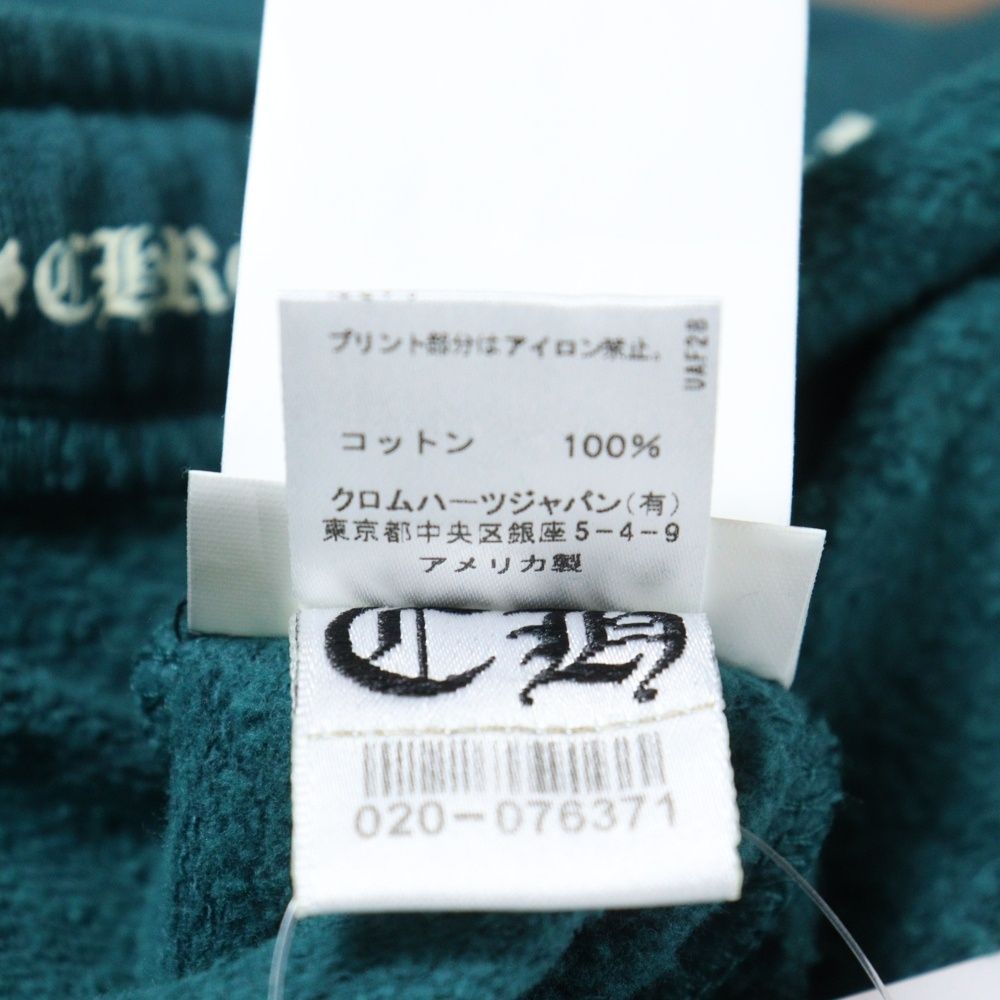 CHRO
プリント部分はアイロン禁止。
UAF28
コットン 100%
クロムハーツジャパン(有)
東京都中央区銀座5-4-9
アメリカ製
CH
020-076371